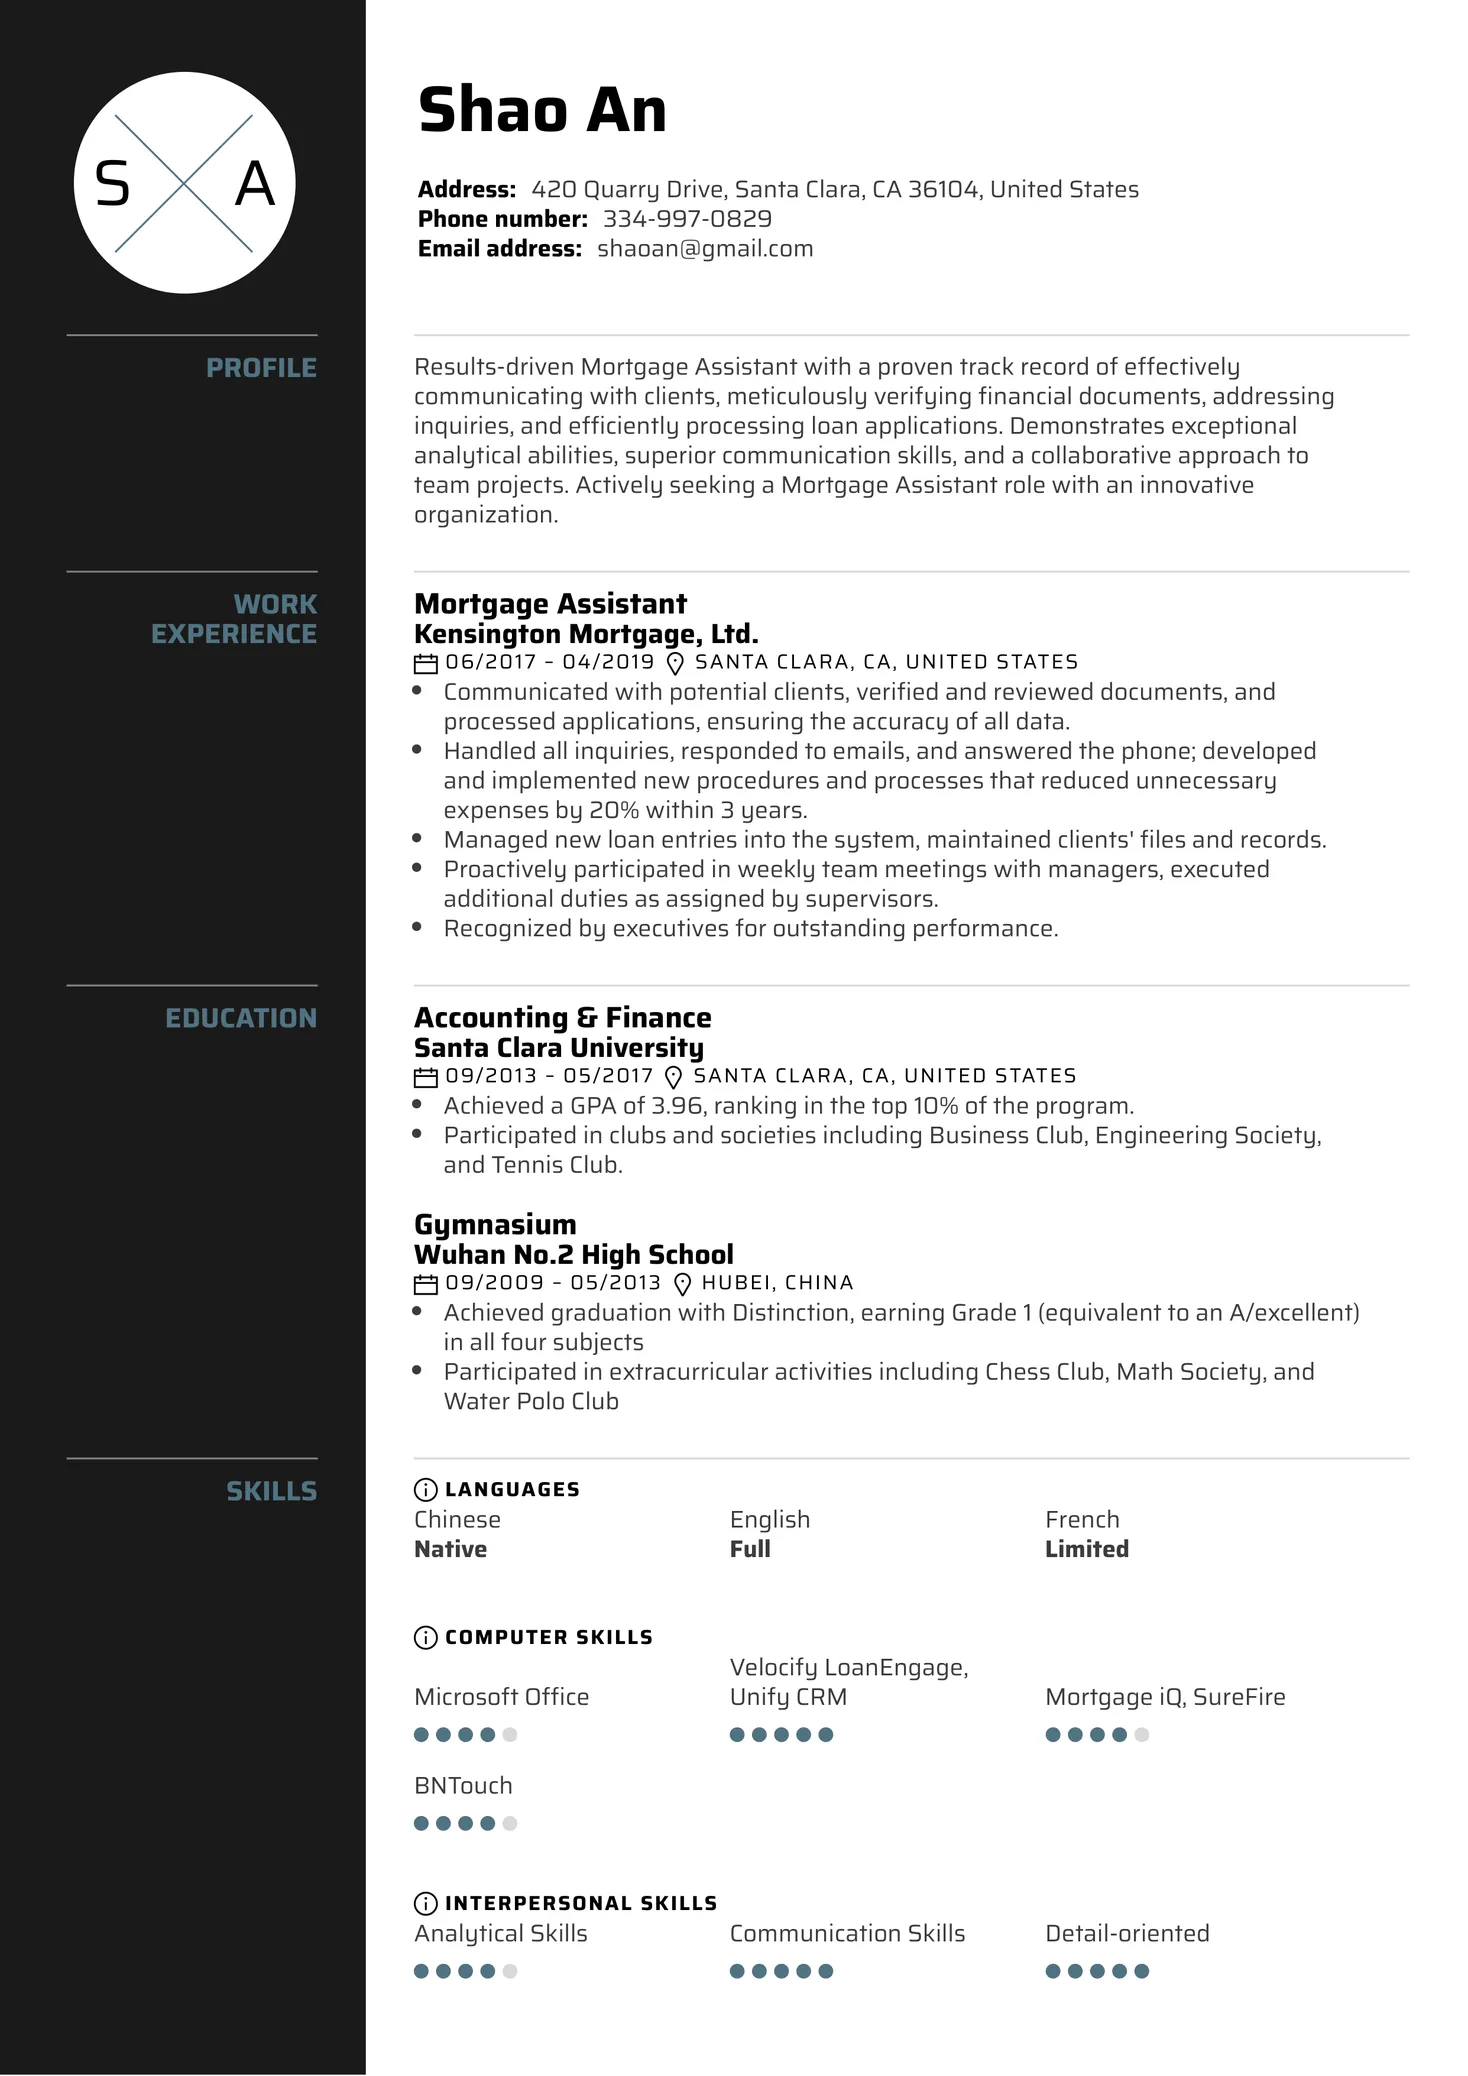 S A
Shao An
Address: 420 Quarry Drive, Santa Clara, CA 36104, United States
Phone number: 334-997-0829
Email address: shaoan@gmail.com
PROFILE
Results-driven Mortgage Assistant with a proven track record of effectively
communicating with clients, meticulously verifying financial documents, addressing
inquiries, and efficiently processing loan applications. Demonstrates exceptional
analytical abilities, superior communication skills, and a collaborative approach to
team projects. Actively seeking a Mortgage Assistant role with an innovative
organization.
WORK
EXPERIENCE
Mortgage Assistant
Kensington Mortgage, Ltd.
06/2017 – 04/2019 SANTA CLARA, CA, UNITED STATES
• Communicated with potential clients, verified and reviewed documents, and
processed applications, ensuring the accuracy of all data.
• Handled all inquiries, responded to emails, and answered the phone; developed
and implemented new procedures and processes that reduced unnecessary
expenses by 20% within 3 years.
• Managed new loan entries into the system, maintained clients' files and records.
• Proactively participated in weekly team meetings with managers, executed
additional duties as assigned by supervisors.
• Recognized by executives for outstanding performance.
EDUCATION
Accounting & Finance
Santa Clara University
09/2013 – 05/2017 SANTA CLARA, CA, UNITED STATES
• Achieved a GPA of 3.96, ranking in the top 10% of the program.
• Participated in clubs and societies including Business Club, Engineering Society,
and Tennis Club.
Gymnasium
Wuhan No.2 High School
09/2009 – 05/2013 HUBEI, CHINA
• Achieved graduation with Distinction, earning Grade 1 (equivalent to an A/excellent)
in all four subjects
• Participated in extracurricular activities including Chess Club, Math Society, and
Water Polo Club
SKILLS
LANGUAGES
Chinese English French
Native Full Limited
COMPUTER SKILLS
Velocify LoanEngage,
Microsoft Office Unify CRM Mortgage iQ, SureFire
BNTouch
INTERPERSONAL SKILLS
Analytical Skills Communication Skills Detail-oriented